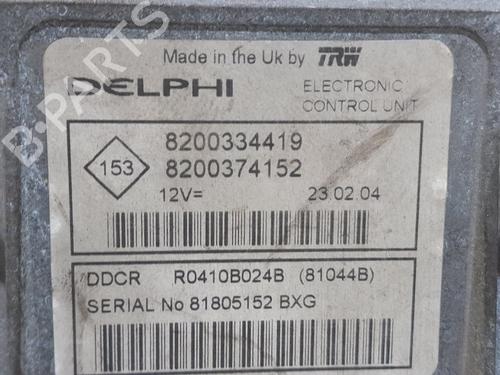 Made in the Uk by TRW
DELPHI
ELECTRONIC
CONTROL UNIT
153
8200334419
8200374152
12V=
23.02.04
DDCR R0410B024B (81044B)
SERIAL No 81805152 BXG
B-PARTS